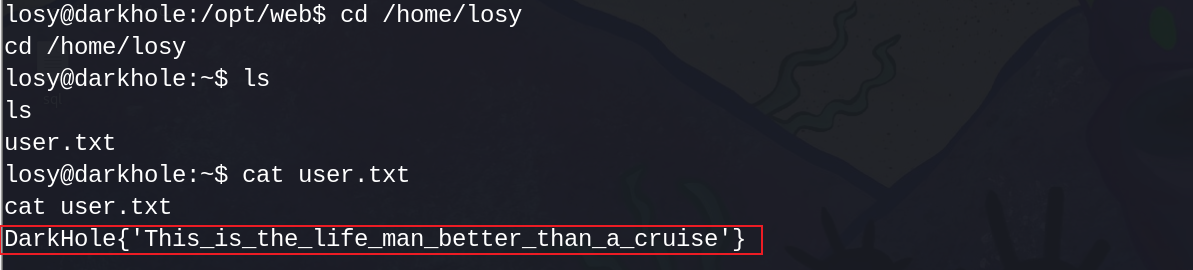 losy@darkhole:/opt/web$ cd /home/losy
cd /home/losy
losy@darkhole:~$ ls
ls
user.txt
losy@darkhole:~$ cat user.txt
cat user.txt
DarkHole{'This_is_the_life_man_better_than_a_cruise'}